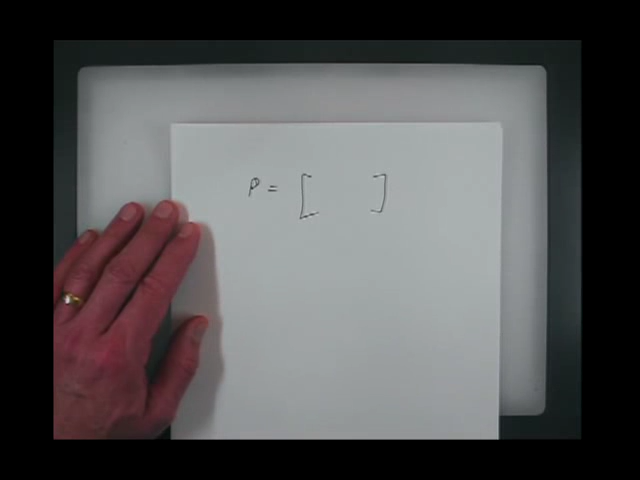 P = [ ]